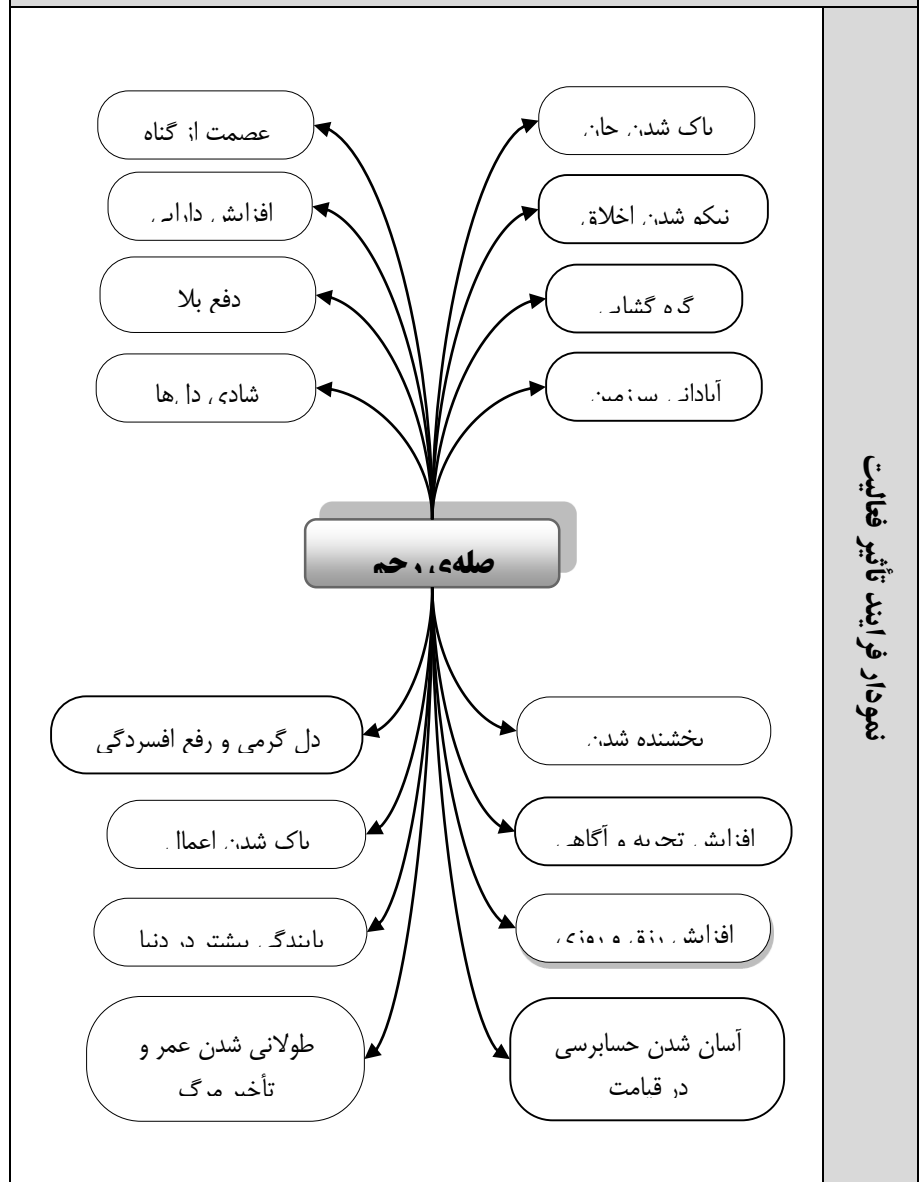 نمودار فرایند تأثیر فعالیت
پاک شدن جان
عصمت از گناه
نیکو شدن اخلاق
افزایش دارایی
گره گشایی
دفع بلا
آبادانی سرزمین
شادی دل‌ها
صله‌ی رحم
بخشنده شدن
دل گرمی و رفع افسردگی
افزایش تجربه و آگاهی
پاک شدن اعمال
افزایش رزق و روزی
پایندگی بیشتر در دنیا
آسان شدن حسابرسی
در قیامت
طولانی شدن عمر و
تأخیر مرگ